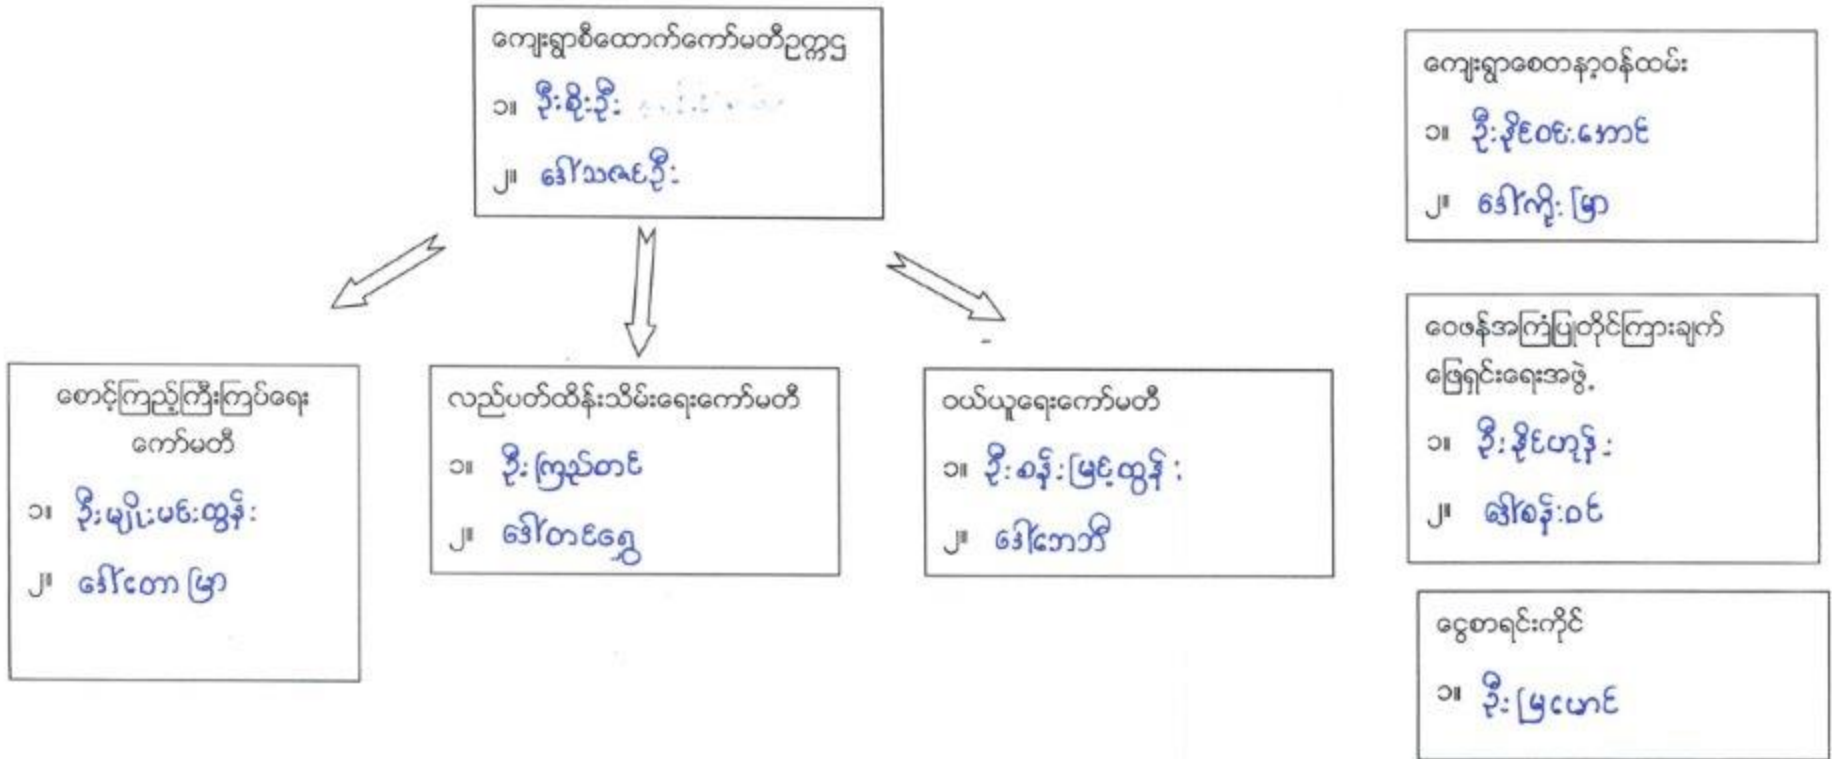 ကျေးရွာစီထောက်ကော်မတီဥက္ကဌ
၁။ ဦးစိုးဦး
၂။ ဒေါ်သဇင်ဦး
စောင့်ကြည့်ကြီးကြပ်ရေး
ကော်မတီ
၁။ ဦးမျိုးမင်းထွန်း
၂။ ဒေါ်တောမြာ
လည်ပတ်ထိန်းသိမ်းရေးကော်မတီ
၁။ ဦးကြည်တင်
၂။ ဒေါ်တင်ရွှေ
ဝယ်ယူရေးကော်မတီ
၁။ ဦးစန်းမြင့်ထွန်း
၂။ ဒေါ်ဘေဘီ
ကျေးရွာစေတနာ့ဝန်ထမ်း
၁။ ဦးနိုင်ဝင်းအောင်
၂။ ဒေါ်ကိုးမြာ
ဝေဖန်အကြံပြုတိုင်ကြားချက်
ဖြေရှင်းရေးအဖွဲ့
၁။ ဦးနိုင်ဟုန်း
၂။ ဒေါ်စန်းဝင်
ငွေစာရင်းကိုင်
၁။ ဦးမြမောင်